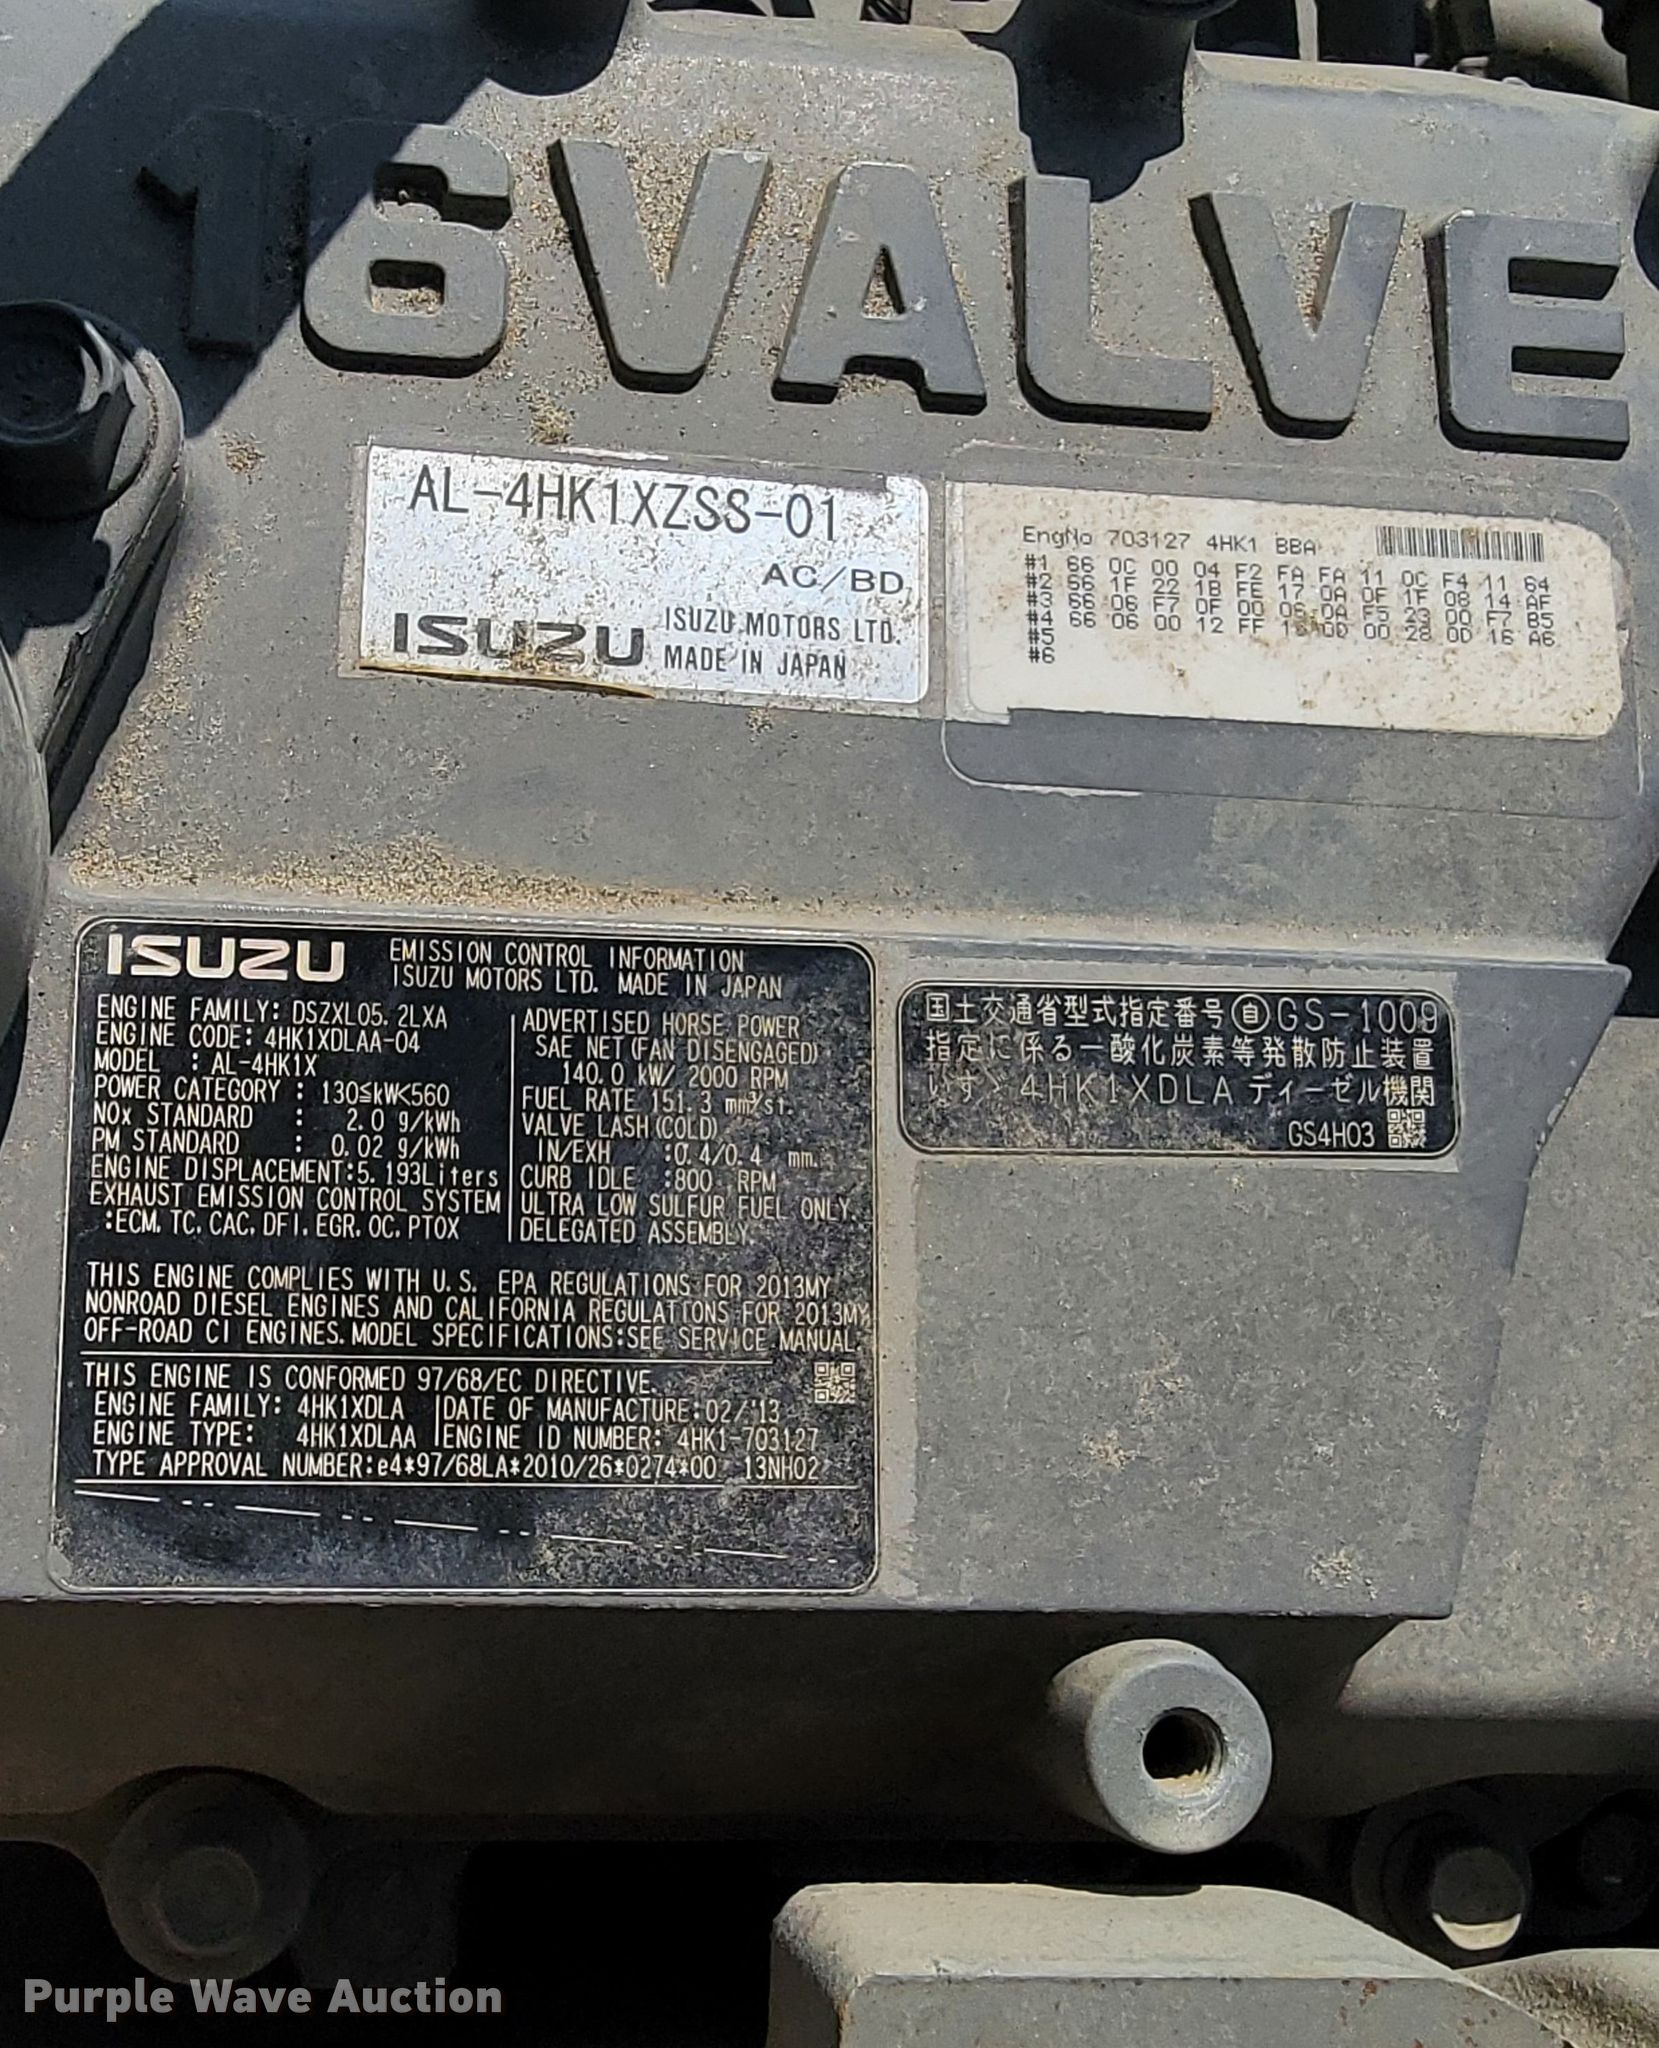 16VALVE
AL-4HK1XZSS-01
AC/BD
ISUZU
ISUZU MOTORS LTD.
MADE IN JAPAN
EngNo 703127 4HK1 BBA
#1 66 0C 00 04 F2 FA FA 11 0C F4 11 64
#2 66 1F 22 1B FE 17 0A 0F 1F 08 14 AF
#3 66 06 F7 0F 00 06 0A F5 23 00 F7 B5
#4 66 06 00 12 FF 0D 00 28 0D 16 A6
#5
#6
ISUZU
EMISSION CONTROL INFORMATION
ISUZU MOTORS LTD. MADE IN JAPAN
ENGINE FAMILY: DSZXL05.2LXA
ENGINE CODE: 4HK1XDLAA-04
MODEL : AL-4HK1X
POWER CATEGORY : 130≦kW<560
NOx STANDARD : 2.0 g/kWh
PM STANDARD : 0.02 g/kWh
ENGINE DISPLACEMENT:5.193Liters
EXHAUST EMISSION CONTROL SYSTEM
:ECM, TC, CAC, DFI, EGR, OC, PTOX
ADVERTISED HORSE POWER
SAE NET(FAN DISENGAGED)
140.0 kW/ 2000 RPM
FUEL RATE 151.3 mm³/st.
VALVE LASH(COLD)
IN/EXH :0.4/0.4 mm.
CURB IDLE :800 RPM
ULTRA LOW SULFUR FUEL ONLY.
DELEGATED ASSEMBLY.
THIS ENGINE COMPLIES WITH U.S. EPA REGULATIONS FOR 2013MY
NONROAD DIESEL ENGINES AND CALIFORNIA REGULATIONS FOR 2013MY
OFF-ROAD CI ENGINES. MODEL SPECIFICATIONS:SEE SERVICE MANUAL.
THIS ENGINE IS CONFORMED 97/68/EC DIRECTIVE.
ENGINE FAMILY: 4HK1XDLA DATE OF MANUFACTURE:02/'13
ENGINE TYPE: 4HK1XDLAA ENGINE ID NUMBER: 4HK1-703127
TYPE APPROVAL NUMBER:e4*97/68LA*2010/26*0274*00 13NH02
国土交通省型式指定番号 自 GS-1009
指定に係る一酸化炭素等発散防止装置
いすゞ 4HK1XDLA ディーゼル機関
GS4H03
Purple Wave Auction